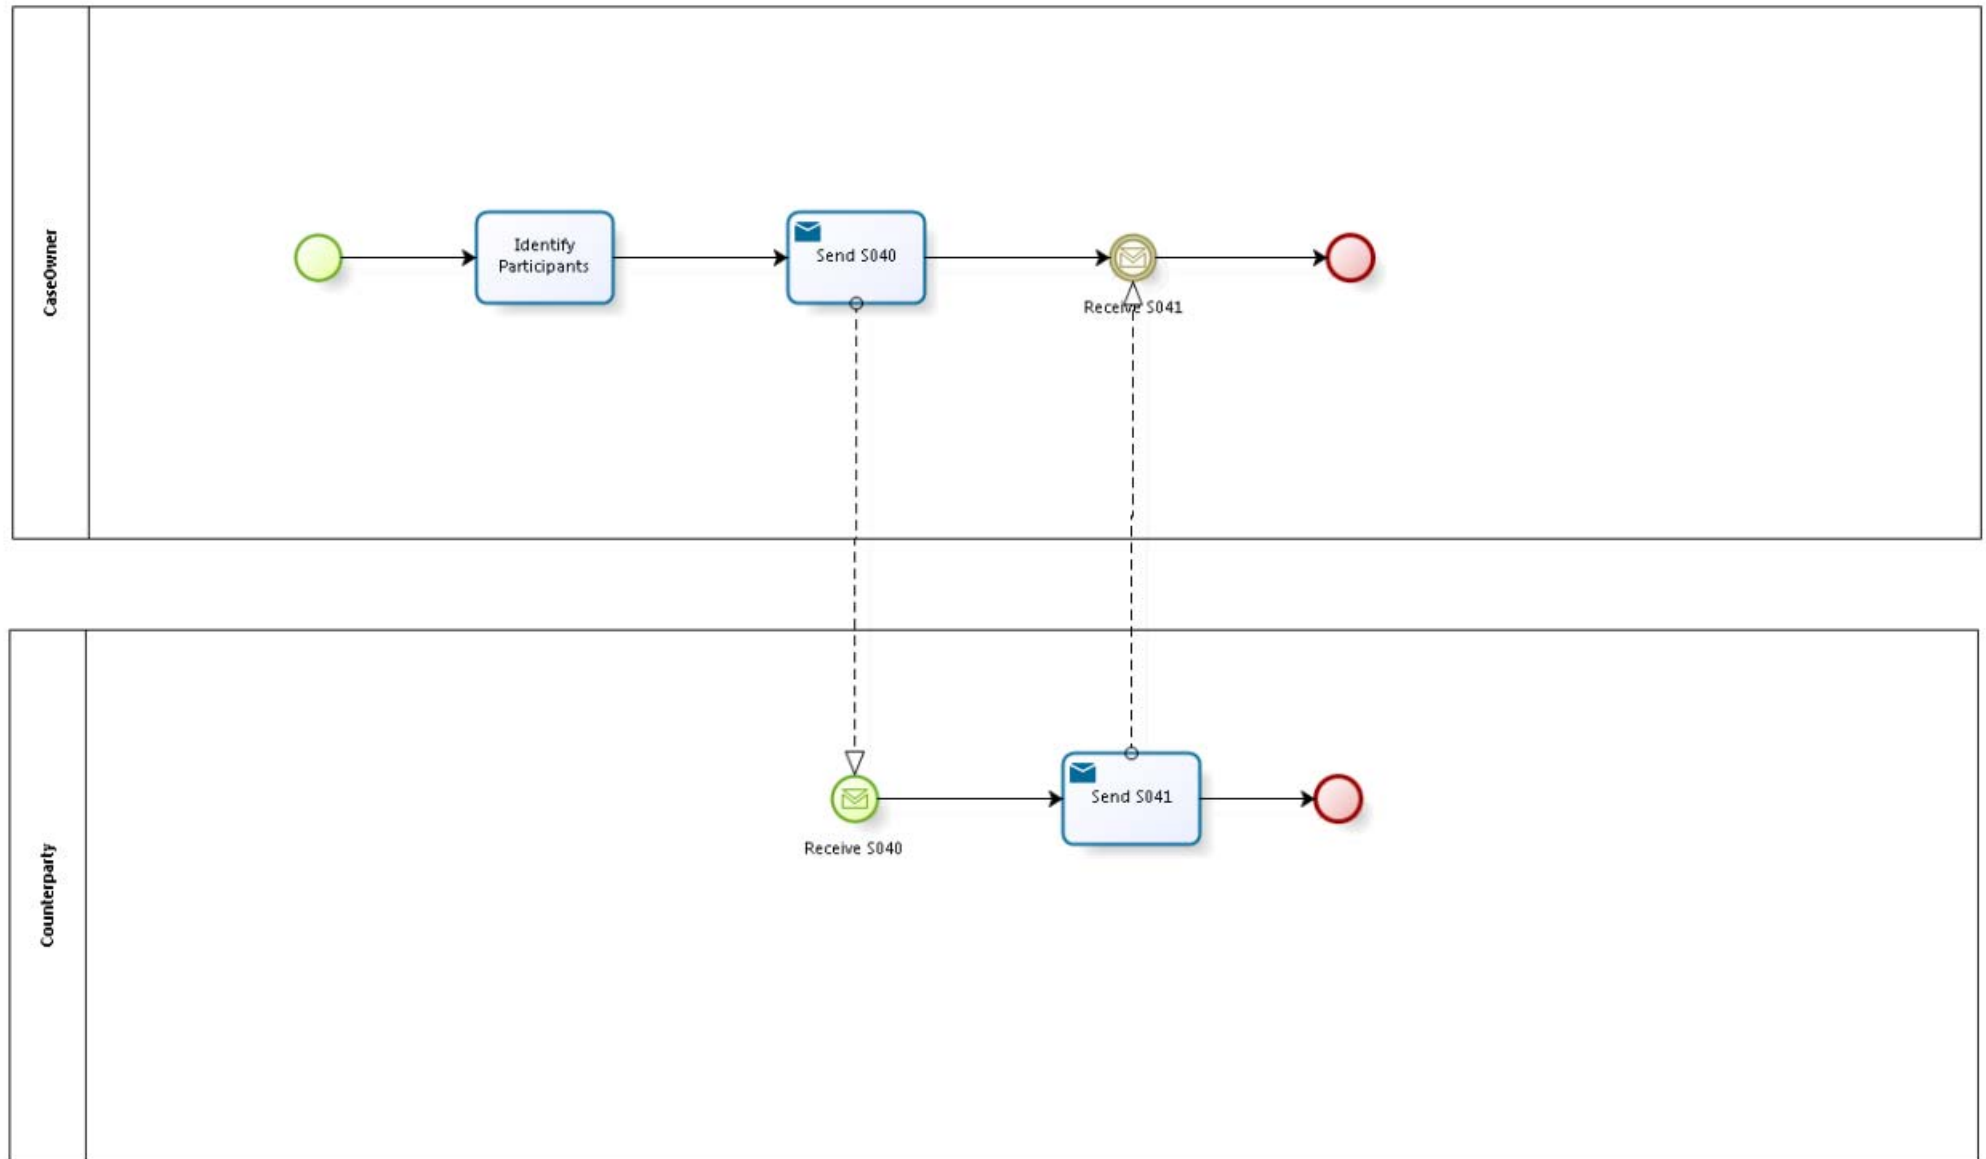 CaseOwner
Identify
Participants
Send S040
Receive S041
Counterparty
Receive S040
Send S041